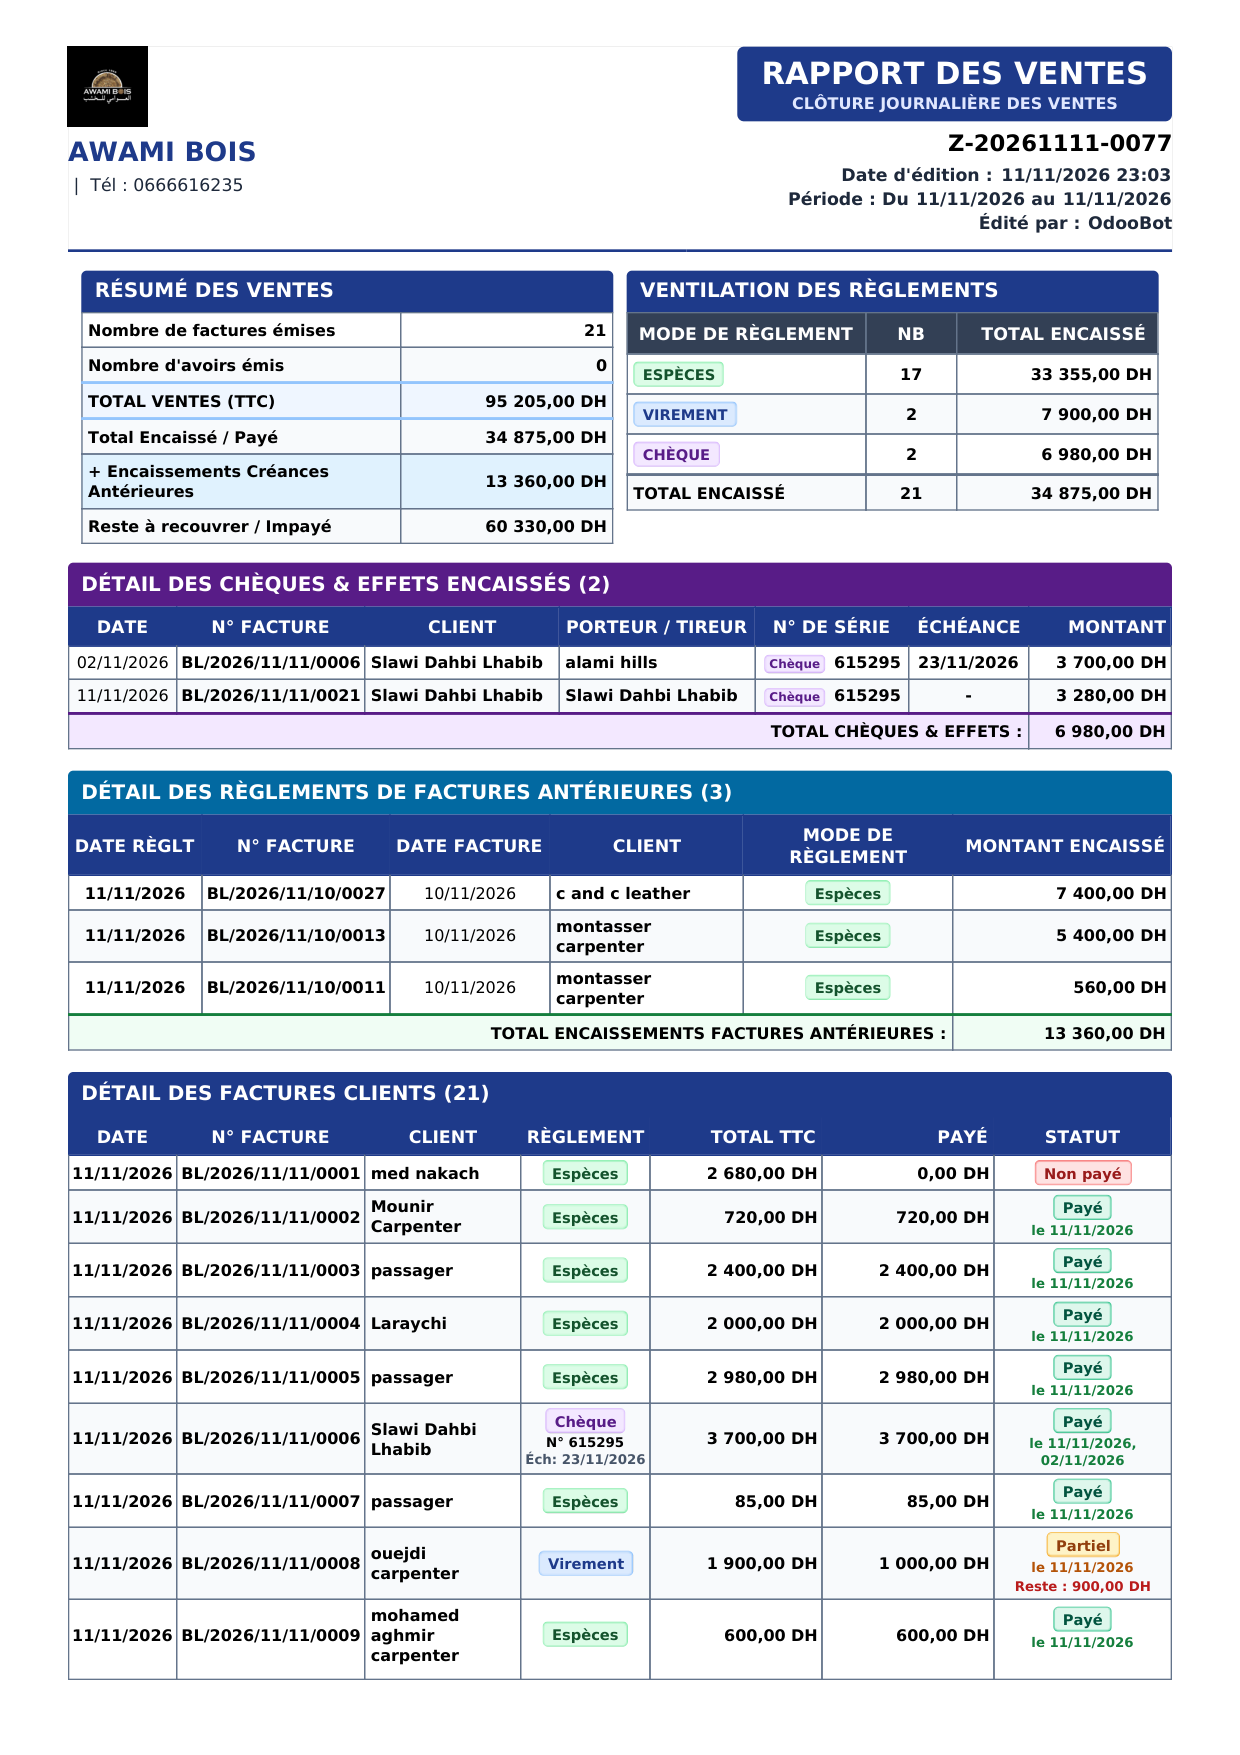 AWAMI BOIS
العوامي للخشب
RAPPORT DES VENTES
CLÔTURE JOURNALIÈRE DES VENTES
AWAMI BOIS
| Tél : 0666616235
Z-20261111-0077
Date d'édition : 11/11/2026 23:03
Période : Du 11/11/2026 au 11/11/2026
Édité par : OdooBot
RÉSUMÉ DES VENTES
Nombre de factures émises 21
Nombre d'avoirs émis 0
TOTAL VENTES (TTC) 95 205,00 DH
Total Encaissé / Payé 34 875,00 DH
+ Encaissements Créances
Antérieures 13 360,00 DH
Reste à recouvrer / Impayé 60 330,00 DH
VENTILATION DES RÈGLEMENTS
MODE DE RÈGLEMENT NB TOTAL ENCAISSÉ
ESPÈCES 17 33 355,00 DH
VIREMENT 2 7 900,00 DH
CHÈQUE 2 6 980,00 DH
TOTAL ENCAISSÉ 21 34 875,00 DH
DÉTAIL DES CHÈQUES & EFFETS ENCAISSÉS (2)
DATE N° FACTURE CLIENT PORTEUR / TIREUR N° DE SÉRIE ÉCHÉANCE MONTANT
02/11/2026 BL/2026/11/11/0006 Slawi Dahbi Lhabib alami hills Chèque 615295 23/11/2026 3 700,00 DH
11/11/2026 BL/2026/11/11/0021 Slawi Dahbi Lhabib Slawi Dahbi Lhabib Chèque 615295 - 3 280,00 DH
TOTAL CHÈQUES & EFFETS : 6 980,00 DH
DÉTAIL DES RÈGLEMENTS DE FACTURES ANTÉRIEURES (3)
DATE RÈGLT N° FACTURE DATE FACTURE CLIENT MODE DE RÈGLEMENT MONTANT ENCAISSÉ
11/11/2026 BL/2026/11/10/0027 10/11/2026 c and c leather Espèces 7 400,00 DH
11/11/2026 BL/2026/11/10/0013 10/11/2026 montasser carpenter Espèces 5 400,00 DH
11/11/2026 BL/2026/11/10/0011 10/11/2026 montasser carpenter Espèces 560,00 DH
TOTAL ENCAISSEMENTS FACTURES ANTÉRIEURES : 13 360,00 DH
DÉTAIL DES FACTURES CLIENTS (21)
DATE N° FACTURE CLIENT RÈGLEMENT TOTAL TTC PAYÉ STATUT
11/11/2026 BL/2026/11/11/0001 med nakach Espèces 2 680,00 DH 0,00 DH Non payé
11/11/2026 BL/2026/11/11/0002 Mounir Carpenter Espèces 720,00 DH 720,00 DH Payé
le 11/11/2026
11/11/2026 BL/2026/11/11/0003 passager Espèces 2 400,00 DH 2 400,00 DH Payé
le 11/11/2026
11/11/2026 BL/2026/11/11/0004 Laraychi Espèces 2 000,00 DH 2 000,00 DH Payé
le 11/11/2026
11/11/2026 BL/2026/11/11/0005 passager Espèces 2 980,00 DH 2 980,00 DH Payé
le 11/11/2026
11/11/2026 BL/2026/11/11/0006 Slawi Dahbi Lhabib Chèque 3 700,00 DH 3 700,00 DH Payé
N° 615295 le 11/11/2026,
Éch: 23/11/2026 02/11/2026
11/11/2026 BL/2026/11/11/0007 passager Espèces 85,00 DH 85,00 DH Payé
le 11/11/2026
11/11/2026 BL/2026/11/11/0008 ouejdi carpenter Virement 1 900,00 DH 1 000,00 DH Partiel
le 11/11/2026
Reste : 900,00 DH
11/11/2026 BL/2026/11/11/0009 mohamed aghmir carpenter Espèces 600,00 DH 600,00 DH Payé
le 11/11/2026